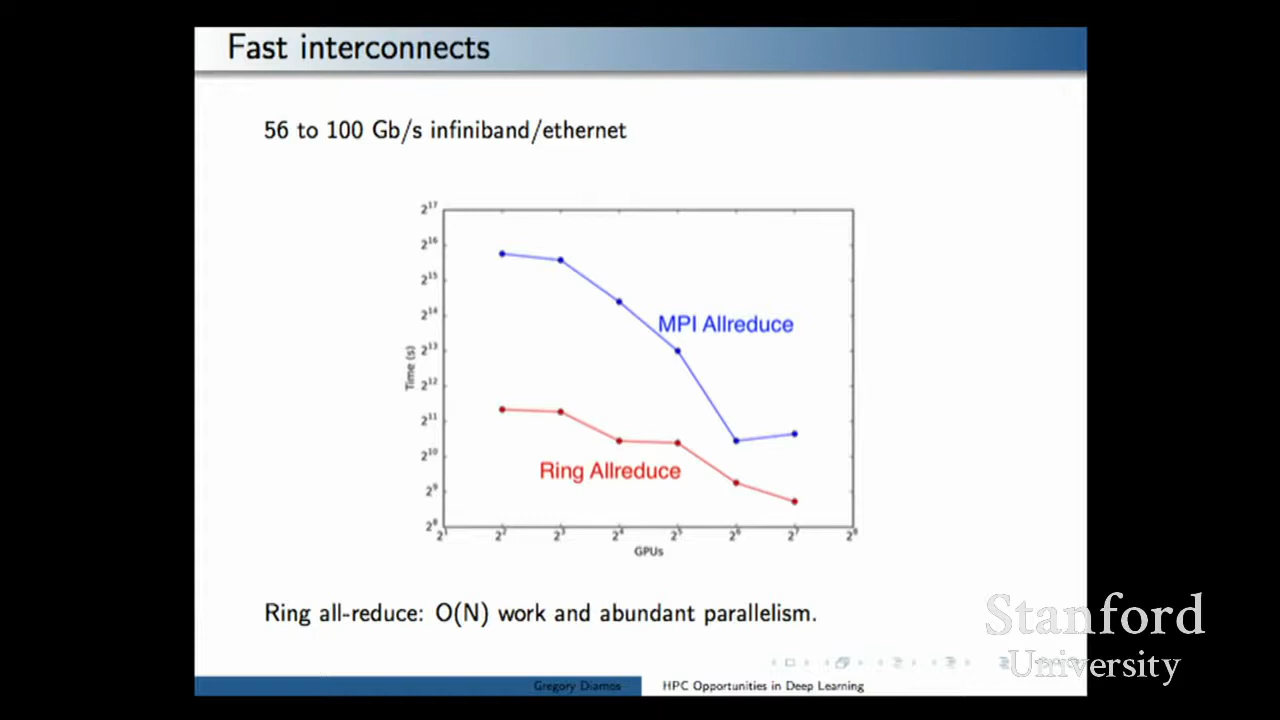 Fast interconnects
56 to 100 Gb/s infiniband/ethernet
2^17
2^16
2^15
2^14
2^13
2^12
2^11
2^10
2^9
2^8
Time (s)
MPI Allreduce
Ring Allreduce
2^1 2^2 2^3 2^4 2^5 2^6 2^7 2^8
GPUs
Ring all-reduce: O(N) work and abundant parallelism.
Stanford
University
Gregory Diamos HPC Opportunities in Deep Learning